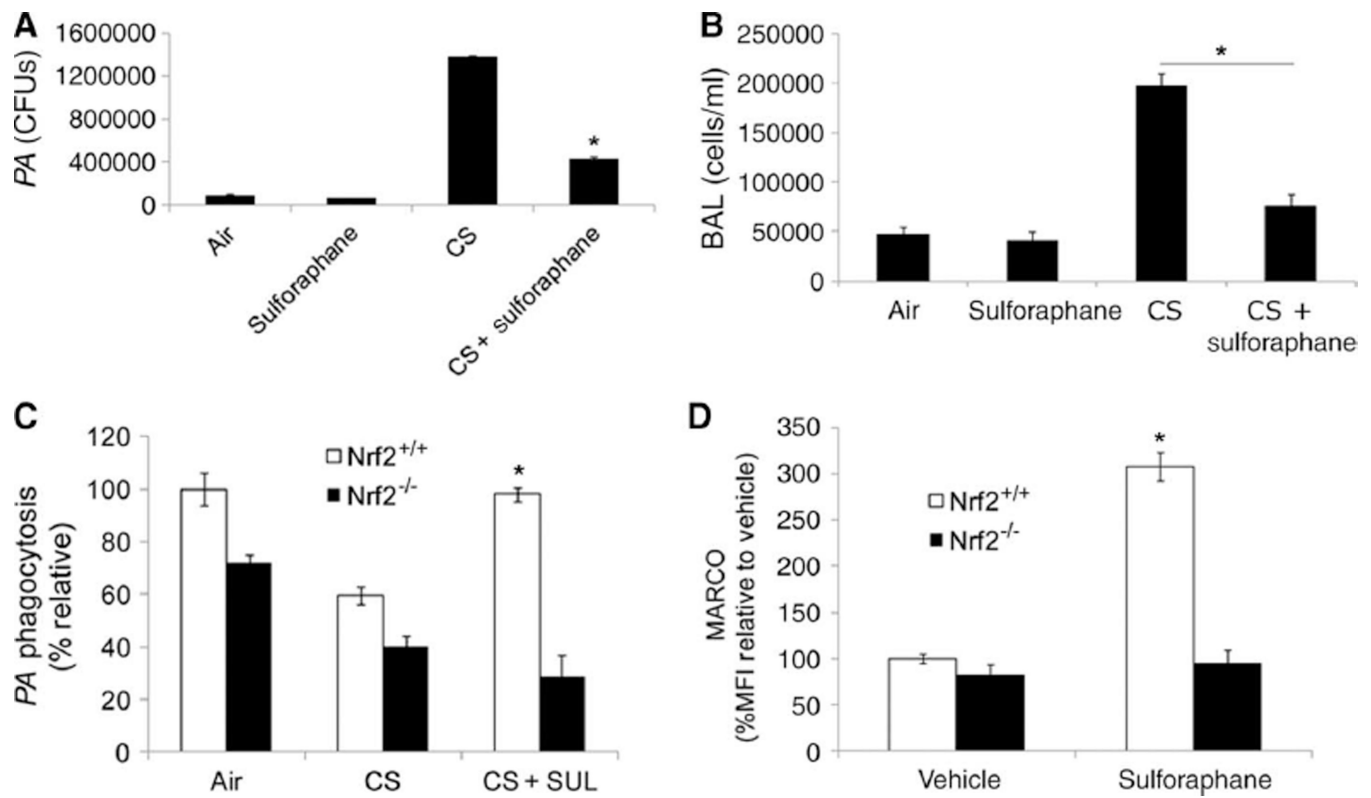 A
PA (CFUs)
1600000
1200000
800000
400000
0
*
Air
Sulforaphane
CS
CS + sulforaphane
B
BAL (cells/ml)
250000
200000
150000
100000
50000
0
*
Air
Sulforaphane
CS
CS +
sulforaphane
C
PA phagocytosis
(% relative)
120
100
80
60
40
20
0
Nrf2+/+
Nrf2-/-
*
Air
CS
CS + SUL
D
MARCO
(%MFI relative to vehicle)
350
300
250
200
150
100
50
0
Nrf2+/+
Nrf2-/-
*
Vehicle
Sulforaphane